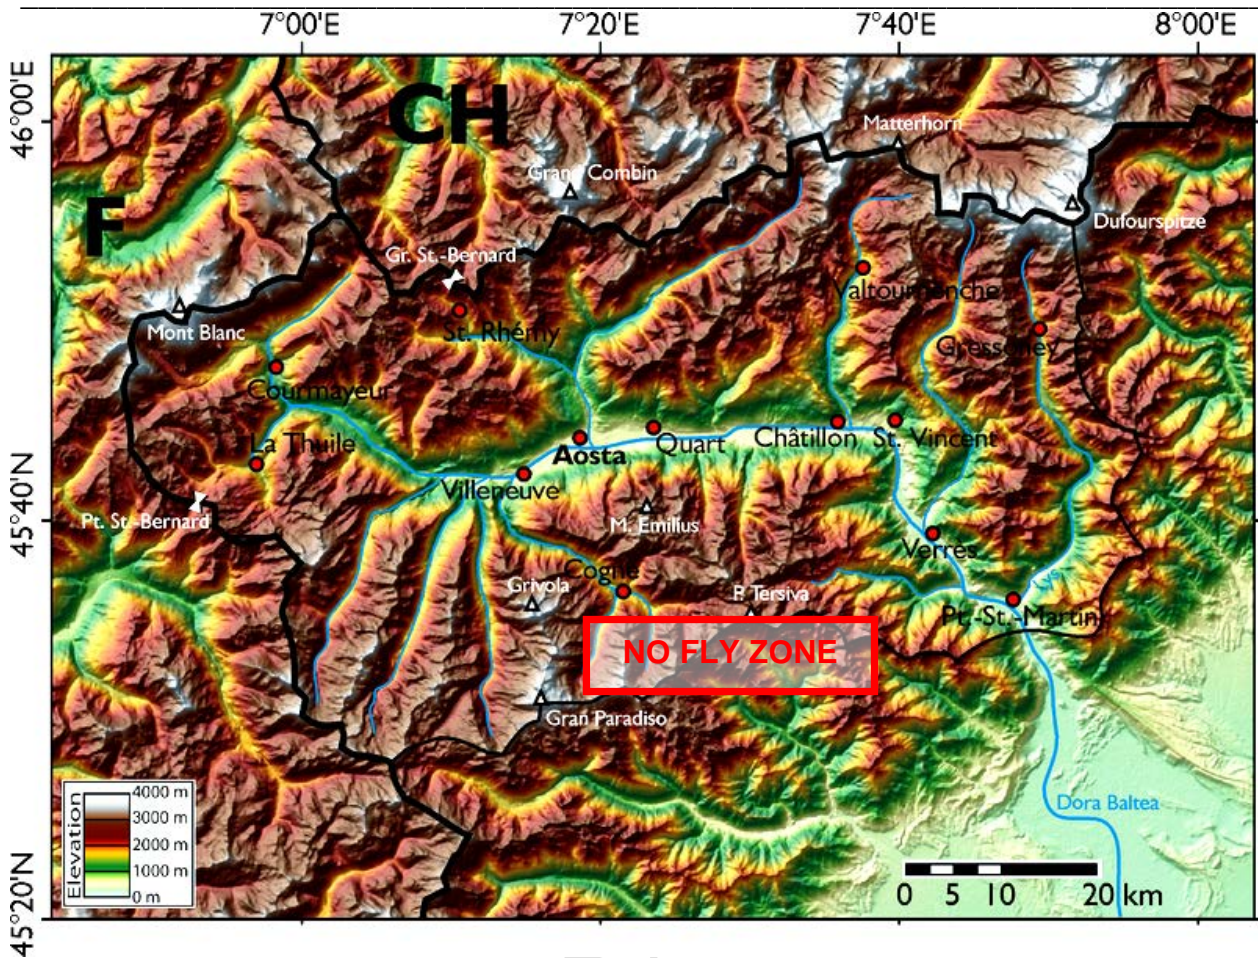 7°00'E
7°20'E
7°40'E
8°00'E
46°00'E
CH
Matterhorn
Grand Combin
F
Dufourspitze
Gr. St.-Bernard
Valtournenche
Mont Blanc
St. Rhémy
Gressoney
Courmayeur
La Thuile
Aosta
Quart
Châtillon
St. Vincent
45°40'N
Villeneuve
Pt. St.-Bernard
M. Emilius
Verrès
Cogne
Grivola
P. Tersiva
Lys
Pt.-St.-Martin
NO FLY ZONE
Gran Paradiso
Elevation
4000 m
3000 m
2000 m
1000 m
0 m
Dora Baltea
0 5 10 20 km
45°20'N